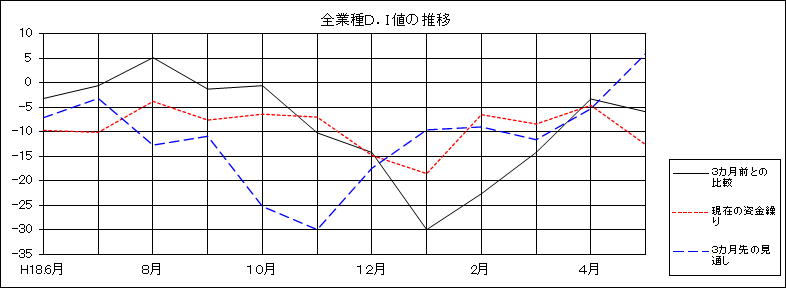 全業種D.I値の推移
10
5
0
-5
-10
-15
-20
-25
-30
-35
H18.6月
8月
10月
12月
2月
4月
3カ月前との
比較
現在の資金繰
り
3カ月先の見
通し